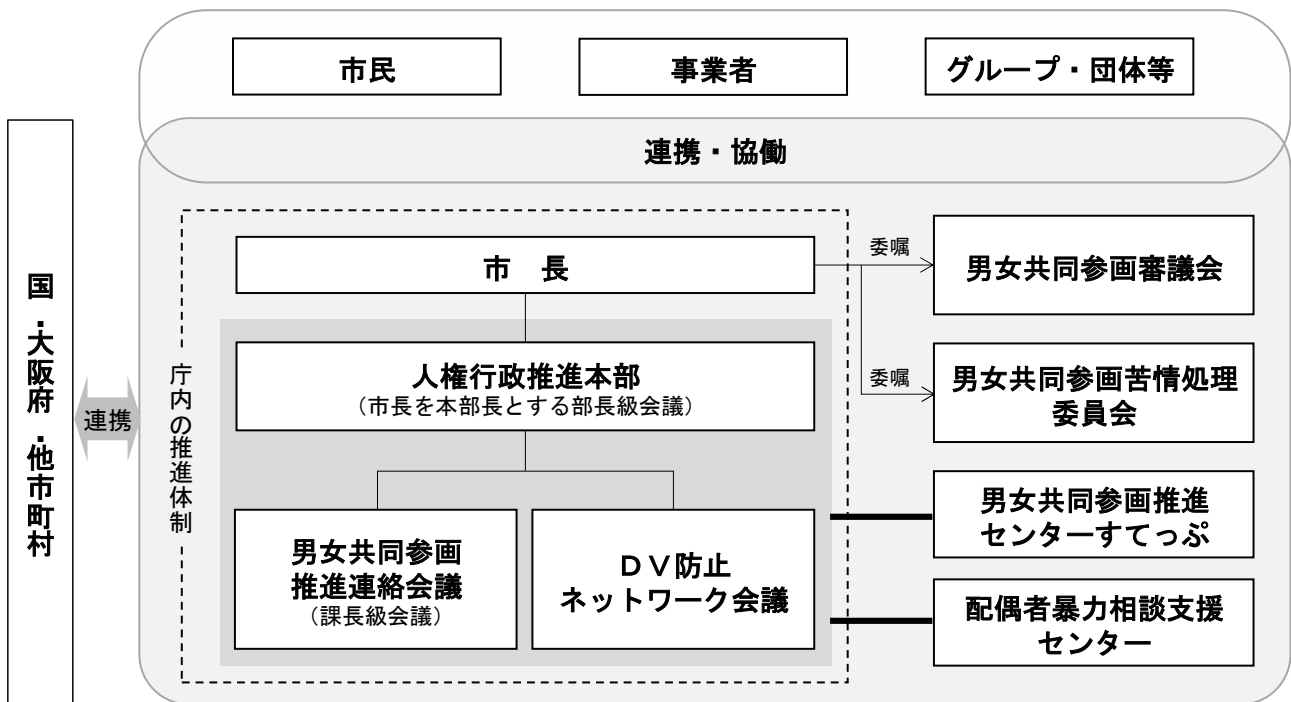 市民
事業者
グループ・団体等
連携・協働
国・大阪府・他市町村
連携
庁内の推進体制
市　長
委嘱
男女共同参画審議会
人権行政推進本部
（市長を本部長とする部長級会議）
委嘱
男女共同参画苦情処理
委員会
男女共同参画
推進連絡会議
（課長級会議）
ＤＶ防止
ネットワーク会議
男女共同参画推進
センターすてっぷ
配偶者暴力相談支援
センター